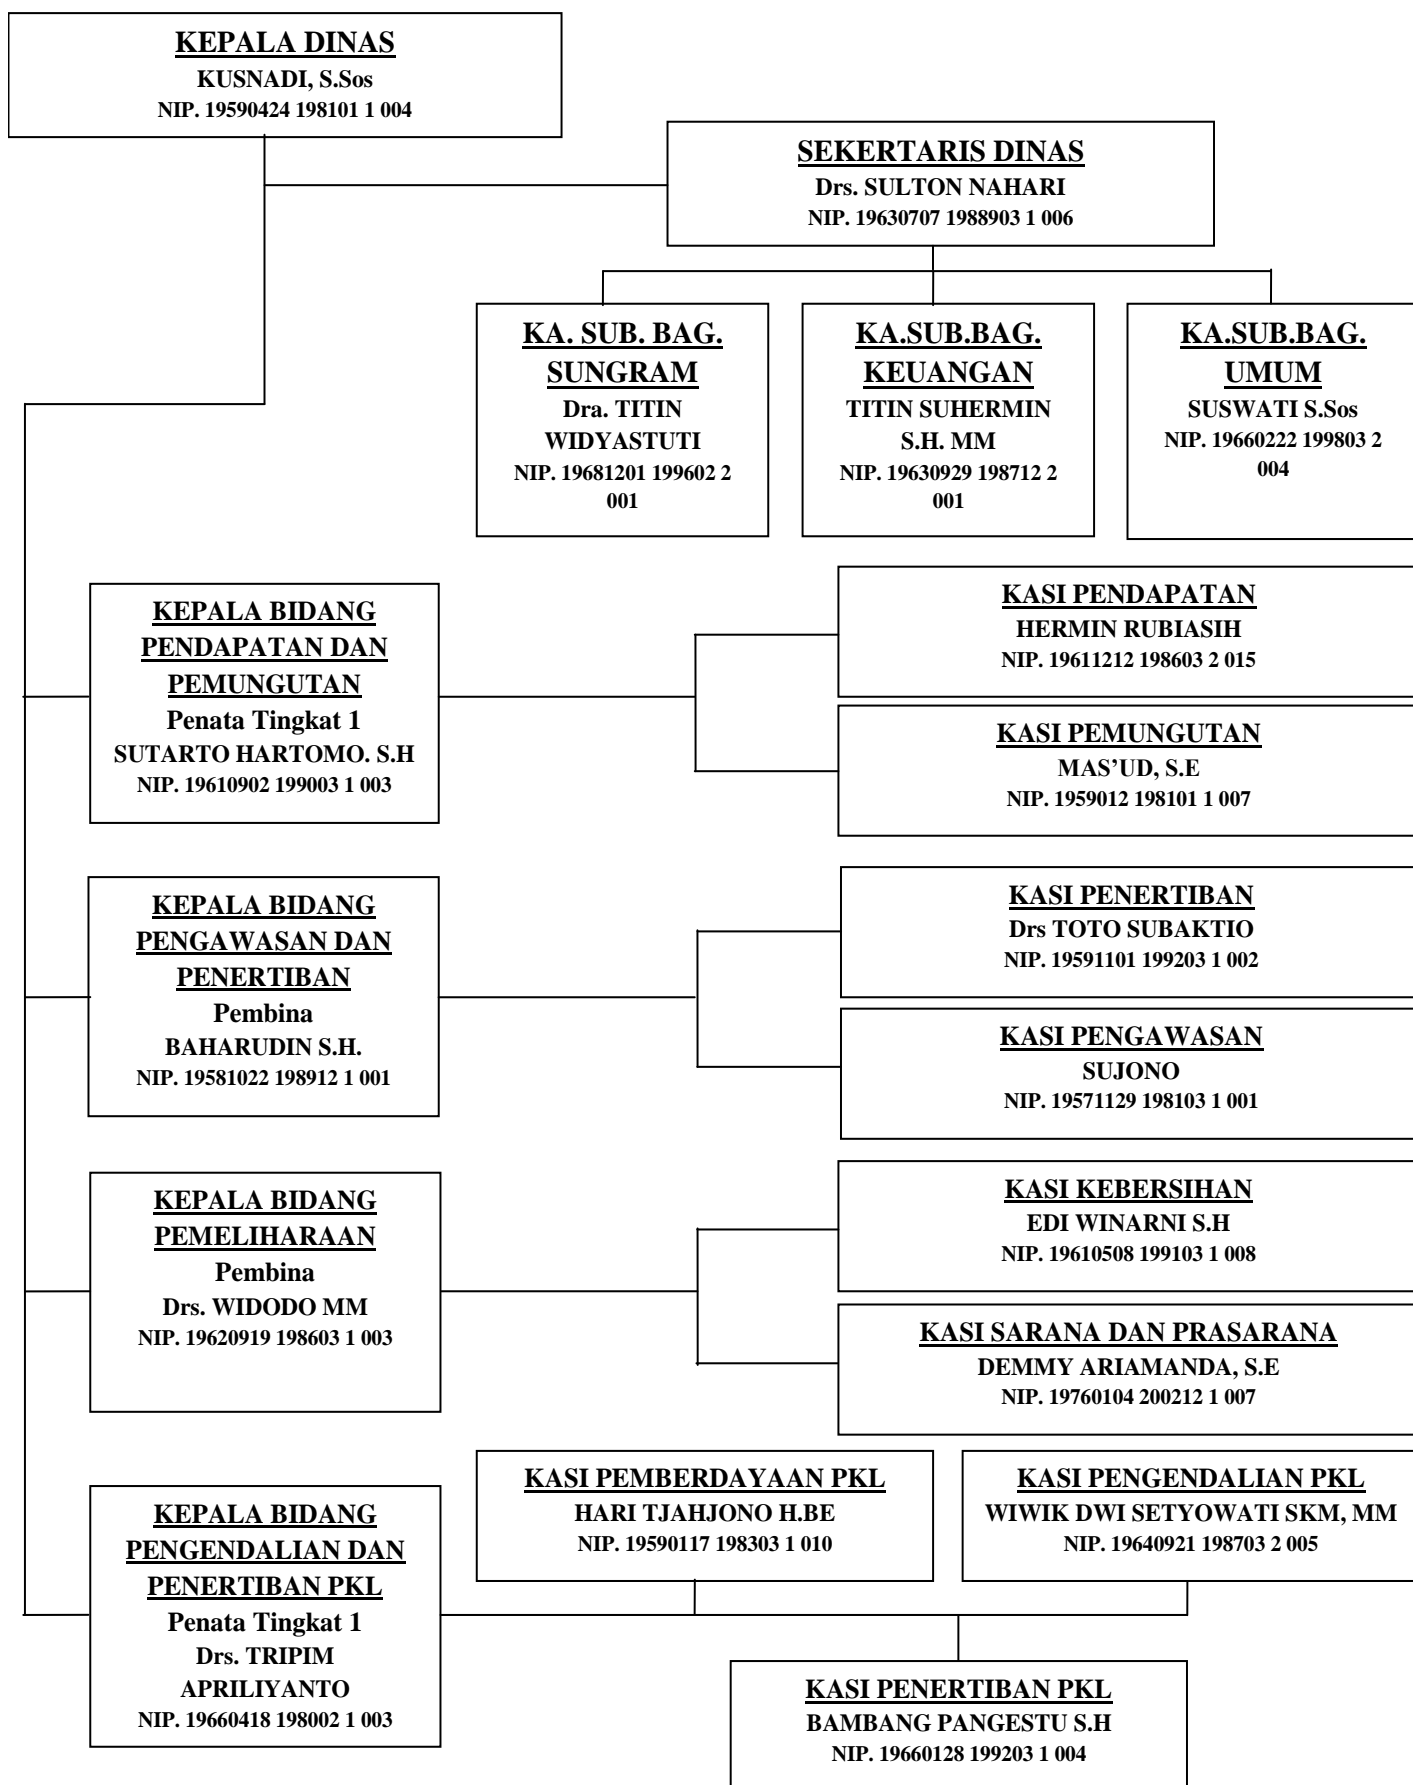 KEPALA DINAS
KUSNADI, S.Sos
NIP. 19590424 198101 1 004
SEKERTARIS DINAS
Drs. SULTON NAHARI
NIP. 19630707 1988903 1 006
KA. SUB. BAG.
SUNGRAM
Dra. TITIN
WIDYASTUTI
NIP. 19681201 199602 2
001
KA.SUB.BAG.
KEUANGAN
TITIN SUHERMIN
S.H. MM
NIP. 19630929 198712 2
001
KA.SUB.BAG.
UMUM
SUSWATI S.Sos
NIP. 19660222 199803 2
004
KEPALA BIDANG
PENDAPATAN DAN
PEMUNGUTAN
Penata Tingkat 1
SUTARTO HARTOMO. S.H
NIP. 19610902 199003 1 003
KASI PENDAPATAN
HERMIN RUBIASIH
NIP. 19611212 198603 2 015
KASI PEMUNGUTAN
MAS’UD, S.E
NIP. 1959012 198101 1 007
KEPALA BIDANG
PENGAWASAN DAN
PENERTIBAN
Pembina
BAHARUDIN S.H.
NIP. 19581022 198912 1 001
KASI PENERTIBAN
Drs TOTO SUBAKTIO
NIP. 19591101 199203 1 002
KASI PENGAWASAN
SUJONO
NIP. 19571129 198103 1 001
KEPALA BIDANG
PEMELIHARAAN
Pembina
Drs. WIDODO MM
NIP. 19620919 198603 1 003
KASI KEBERSIHAN
EDI WINARNI S.H
NIP. 19610508 199103 1 008
KASI SARANA DAN PRASARANA
DEMMY ARIAMANDA, S.E
NIP. 19760104 200212 1 007
KEPALA BIDANG
PENGENDALIAN DAN
PENERTIBAN PKL
Penata Tingkat 1
Drs. TRIPIM
APRILIYANTO
NIP. 19660418 198002 1 003
KASI PEMBERDAYAAN PKL
HARI TJAHJONO H.BE
NIP. 19590117 198303 1 010
KASI PENGENDALIAN PKL
WIWIK DWI SETYOWATI SKM, MM
NIP. 19640921 198703 2 005
KASI PENERTIBAN PKL
BAMBANG PANGESTU S.H
NIP. 19660128 199203 1 004